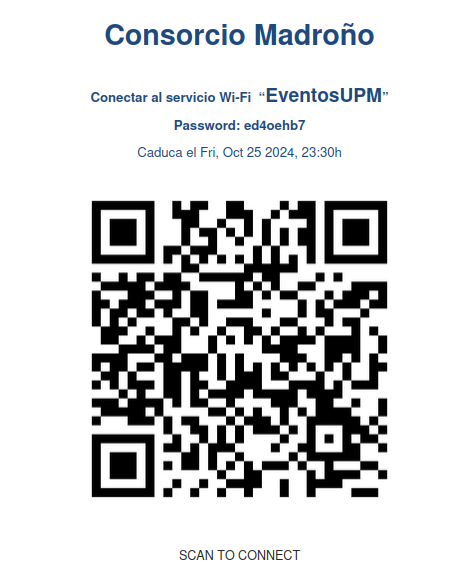 Consorcio Madroño
Conectar al servicio Wi-Fi “EventosUPM”
Password: ed4oehb7
Caduca el Fri, Oct 25 2024, 23:30h
SCAN TO CONNECT